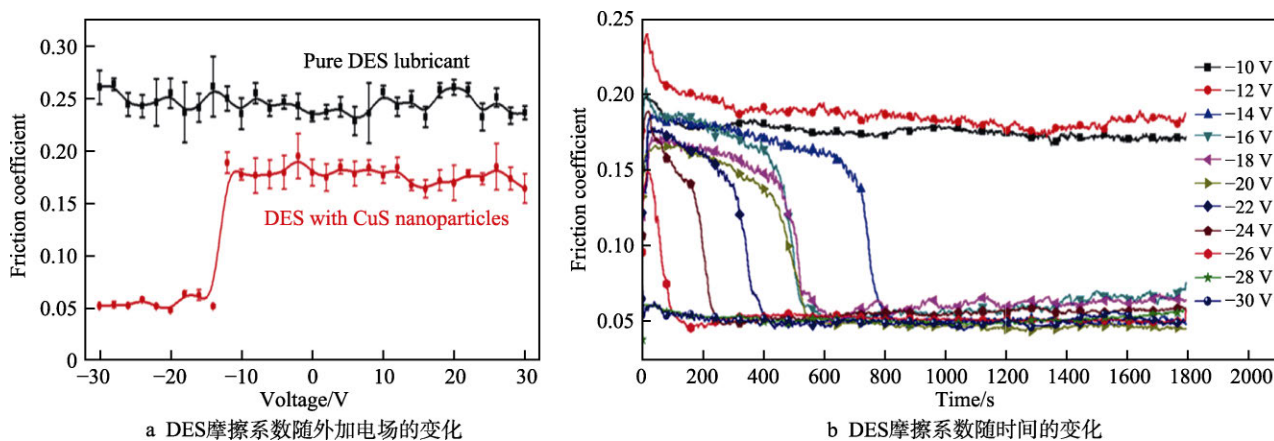 0.30
0.25
0.20
0.15
0.10
0.05
0
Friction coefficient
Pure DES lubricant
DES with CuS nanoparticles
−30 −20 −10 0 10 20 30
Voltage/V
a DES摩擦系数随外加电场的变化
0.25
0.20
0.15
0.10
0.05
Friction coefficient
−10 V
−12 V
−14 V
−16 V
−18 V
−20 V
−22 V
−24 V
−26 V
−28 V
−30 V
0 200 400 600 800 1000 1200 1400 1600 1800 2000
Time/s
b DES摩擦系数随时间的变化